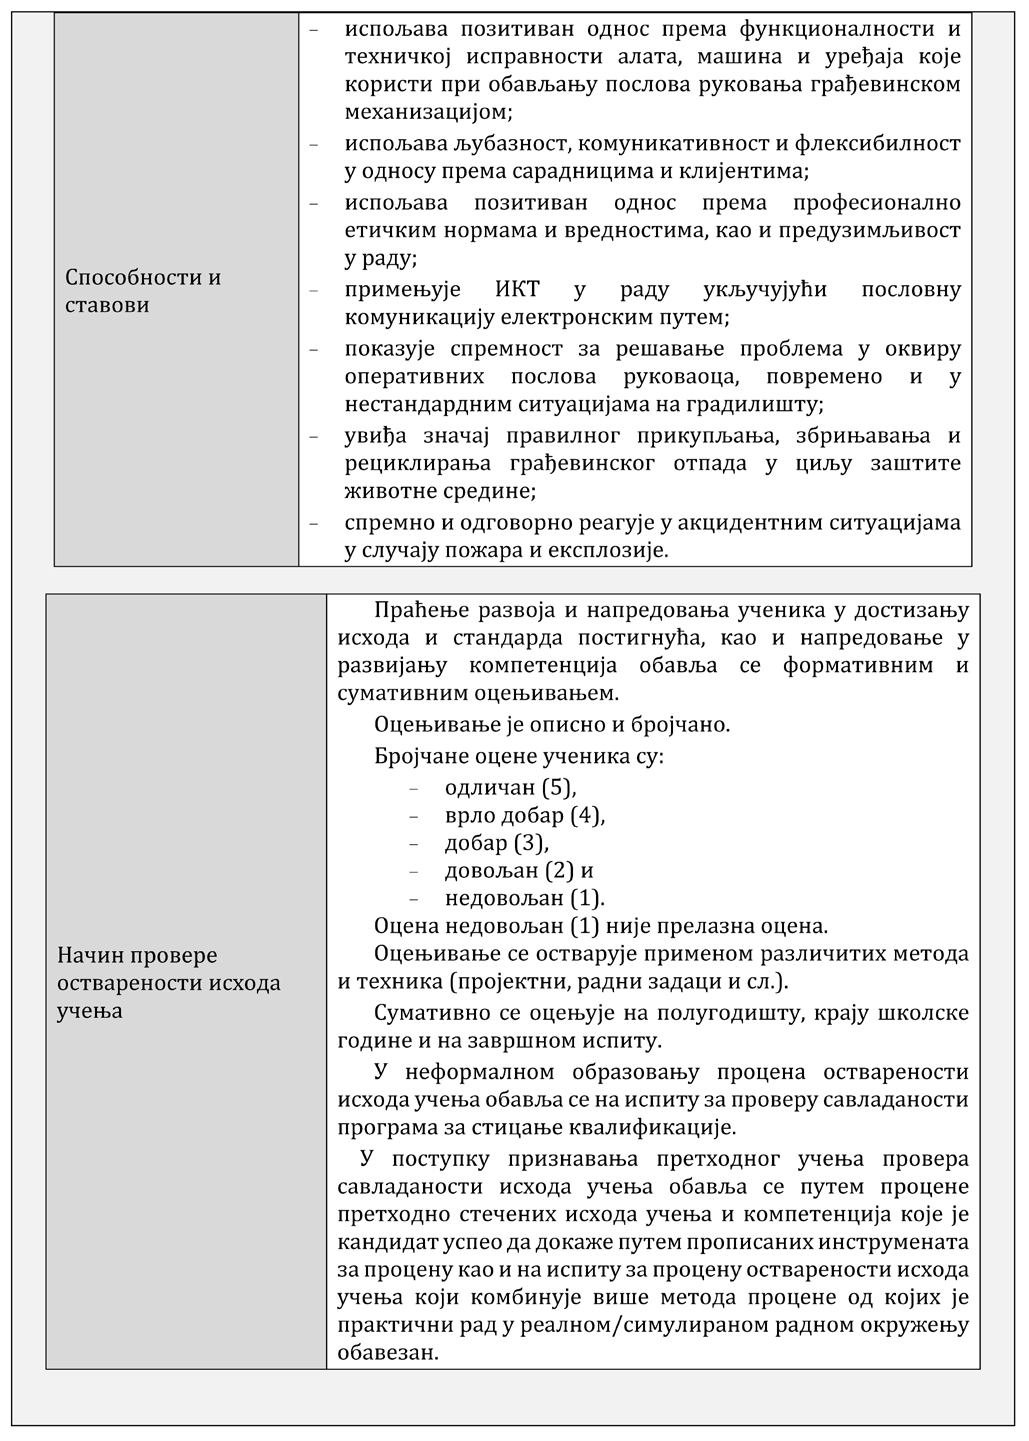 Способности и
ставови
– испољава позитиван однос према функционалности и
техничкој исправности алата, машина и уређаја које
користи при обављању послова руковања грађевинском
механизацијом;
– испољава љубазност, комуникативност и флексибилност
у односу према сарадницима и клијентима;
– испољава позитиван однос према професионално
етичким нормама и вредностима, као и предузимљивост
у раду;
– примењује ИКТ у раду укључујући пословну
комуникацију електронским путем;
– показује спремност за решавање проблема у оквиру
оперативних послова руковаоца, повремено и у
нестандардним ситуацијама на градилишту;
– увиђа значај правилног прикупљања, збрињавања и
рециклирања грађевинског отпада у циљу заштите
животне средине;
– спремно и одговорно реагује у акцидентним ситуацијама
у случају пожара и експлозије.
Начин провере
остварености исхода
учења
Праћење развоја и напредовања ученика у достизању
исхода и стандарда постигнућа, као и напредовање у
развијању компетенција обавља се формативним и
сумативним оцењивањем.
Оцењивање је описно и бројчано.
Бројчане оцене ученика су:
– одличан (5),
– врло добар (4),
– добар (3),
– довољан (2) и
– недовољан (1).
Оцена недовољан (1) није прелазна оцена.
Оцењивање се остварује применом различитих метода
и техника (пројектни, радни задаци и сл.).
Сумативно се оцењује на полугодишту, крају школске
године и на завршном испиту.
У неформалном образовању процена остварености
исхода учења обавља се на испиту за проверу савладаности
програма за стицање квалификације.
У поступку признавања претходног учења провера
савладаности исхода учења обавља се путем процене
претходно стечених исхода учења и компетенција које је
кандидат успео да докаже путем прописаних инструмената
за процену као и на испиту за процену остварености исхода
учења који комбинује више метода процене од којих је
практични рад у реалном/симулираном радном окружењу
обавезан.